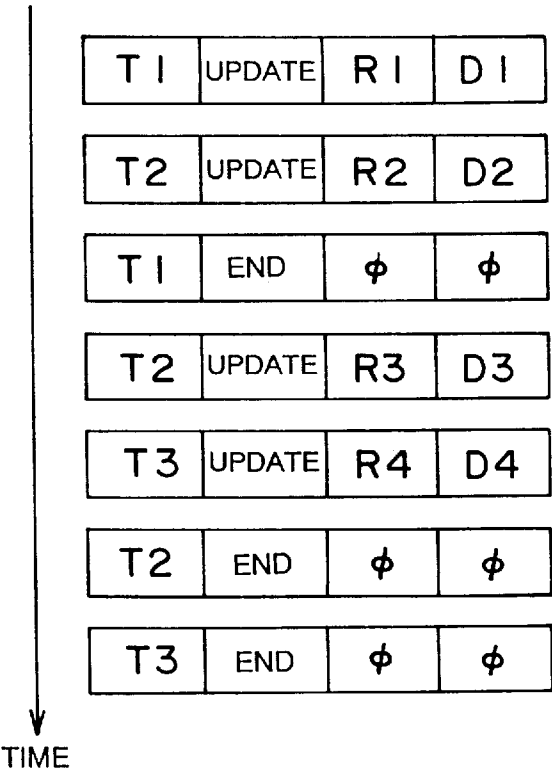 T1 UPDATE R1 D1
T2 UPDATE R2 D2
T1 END ϕ ϕ
T2 UPDATE R3 D3
T3 UPDATE R4 D4
T2 END ϕ ϕ
T3 END ϕ ϕ
TIME